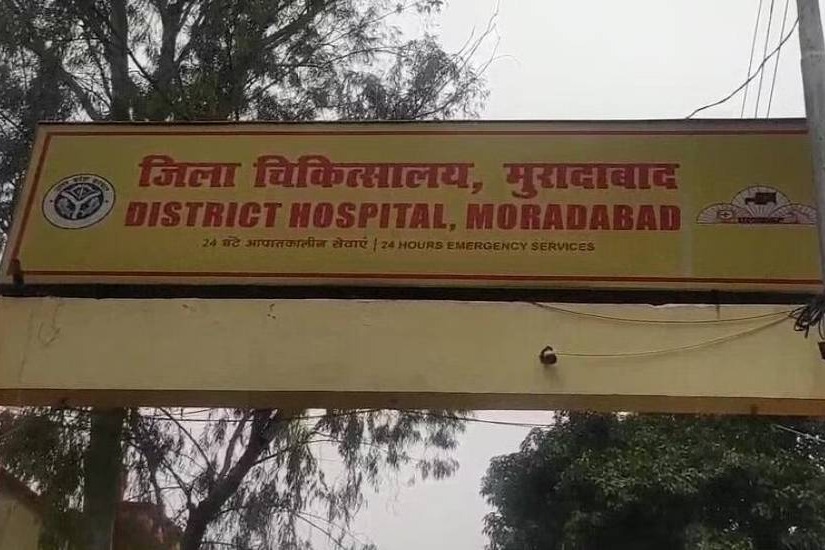 जिला चिकित्सालय, मुरादाबाद
DISTRICT HOSPITAL, MORADABAD
24 घंटे आपातकालीन सेवाएं | 24 HOURS EMERGENCY SERVICES